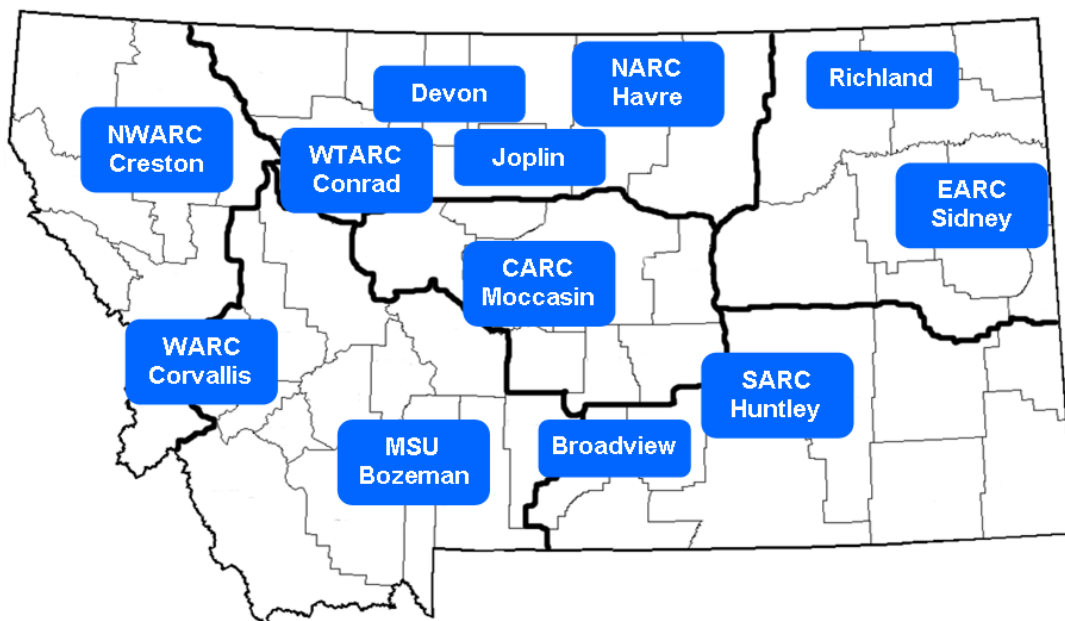 NARC
Havre
Richland
Devon
NWARC
Creston
WTARC
Conrad
Joplin
EARC
Sidney
CARC
Moccasin
WARC
Corvallis
SARC
Huntley
MSU
Bozeman
Broadview